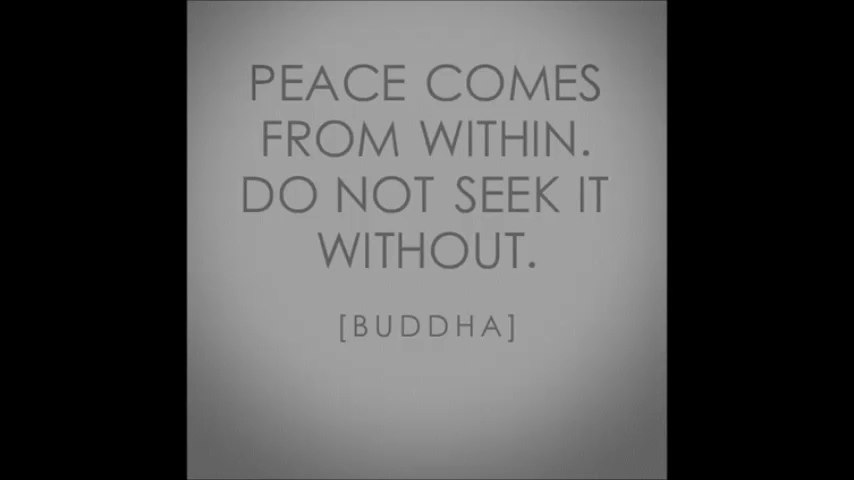 PEACE COMES
FROM WITHIN.
DO NOT SEEK IT
WITHOUT.
[BUDDHA]